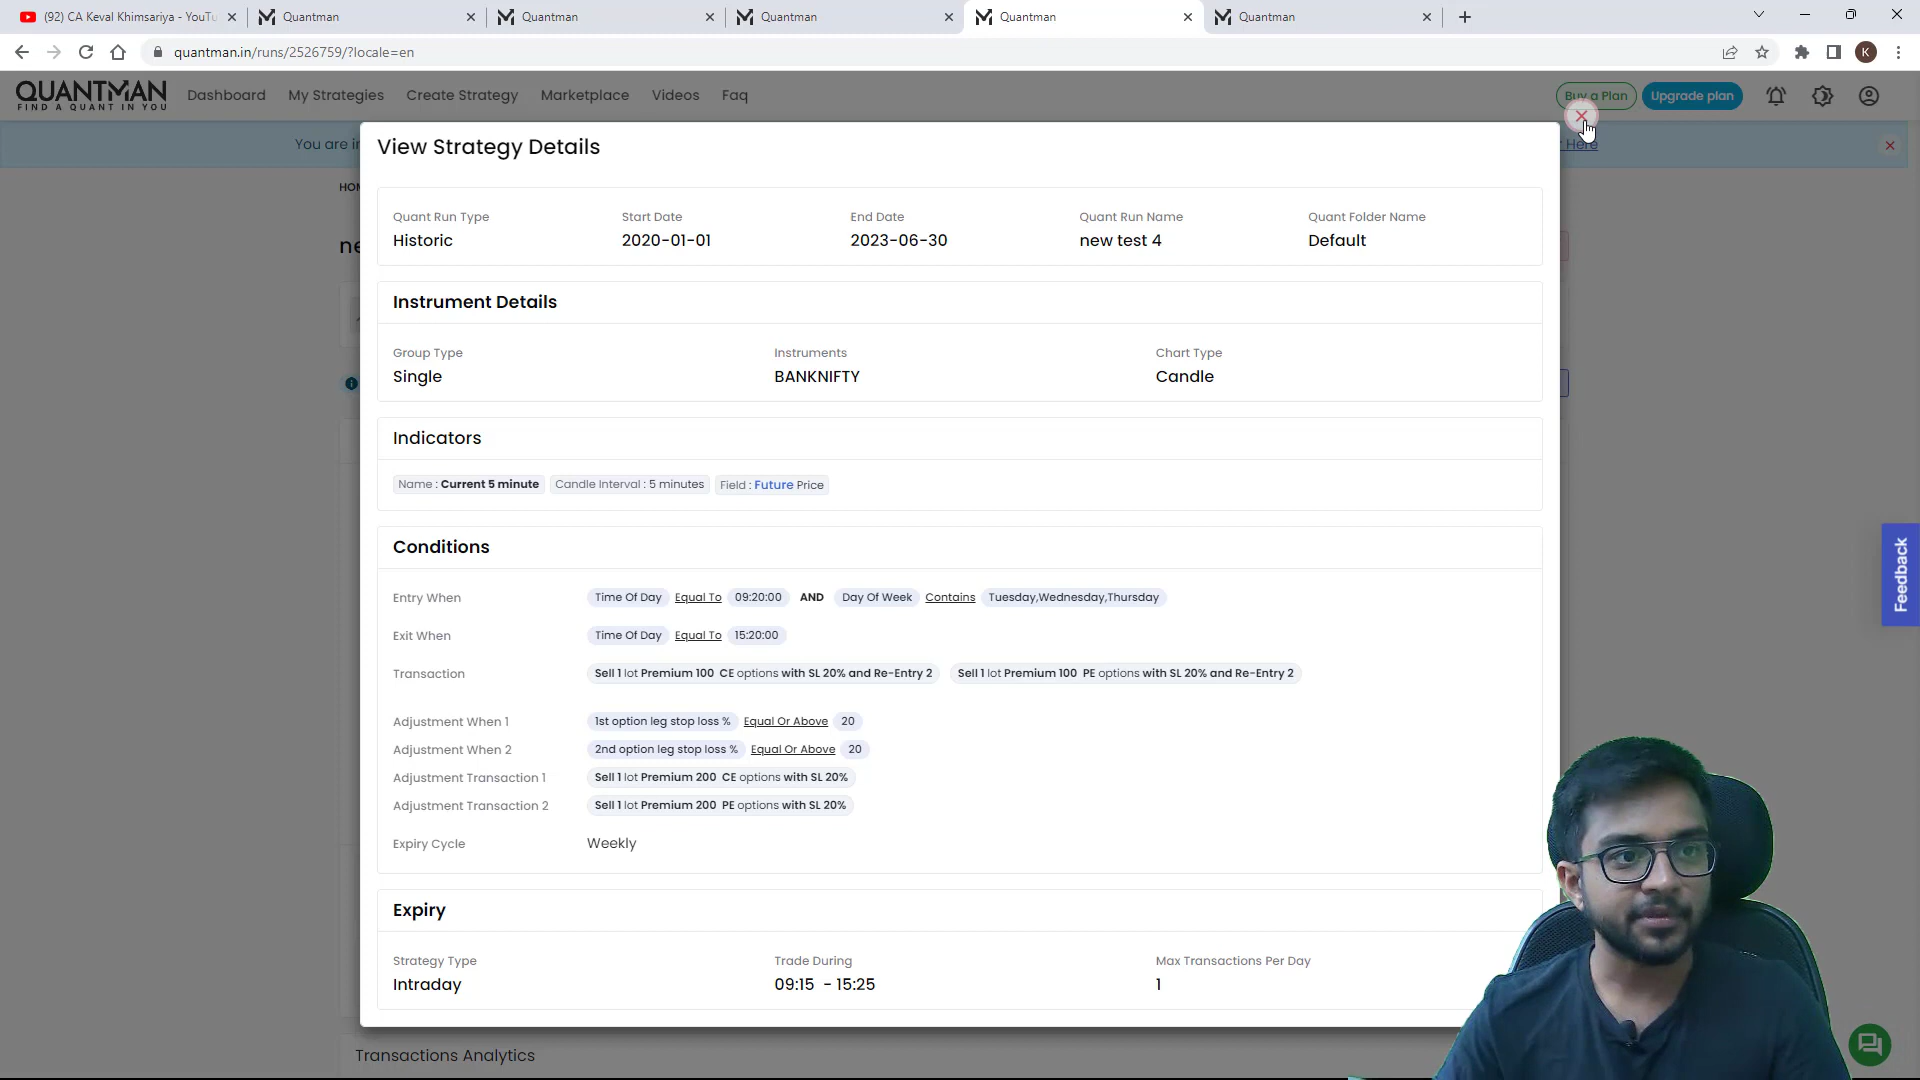 (92) CA Keval Khimsariya - YouTu
Quantman
Quantman
Quantman
Quantman
Quantman
quantman.in/runs/2526759/?locale=en
K
QUANTMAN
FIND A QUANT IN YOU
Dashboard
My Strategies
Create Strategy
Marketplace
Videos
Faq
Buy a Plan
Upgrade plan
You are i
Here
HOM
ne
View Strategy Details
Quant Run Type
Start Date
End Date
Quant Run Name
Quant Folder Name
Historic
2020-01-01
2023-06-30
new test 4
Default
Instrument Details
Group Type
Instruments
Chart Type
Single
BANKNIFTY
Candle
Indicators
Name : Current 5 minute
Candle Interval : 5 minutes
Field : Future Price
Conditions
Entry When
Time Of Day Equal To 09:20:00 AND Day Of Week Contains Tuesday,Wednesday,Thursday
Exit When
Time Of Day Equal To 15:20:00
Transaction
Sell 1 lot Premium 100 CE options with SL 20% and Re-Entry 2
Sell 1 lot Premium 100 PE options with SL 20% and Re-Entry 2
Adjustment When 1
1st option leg stop loss % Equal Or Above 20
Adjustment When 2
2nd option leg stop loss % Equal Or Above 20
Adjustment Transaction 1
Sell 1 lot Premium 200 CE options with SL 20%
Adjustment Transaction 2
Sell 1 lot Premium 200 PE options with SL 20%
Expiry Cycle
Weekly
Expiry
Strategy Type
Trade During
Max Transactions Per Day
Intraday
09:15 - 15:25
1
Transactions Analytics
Feedback